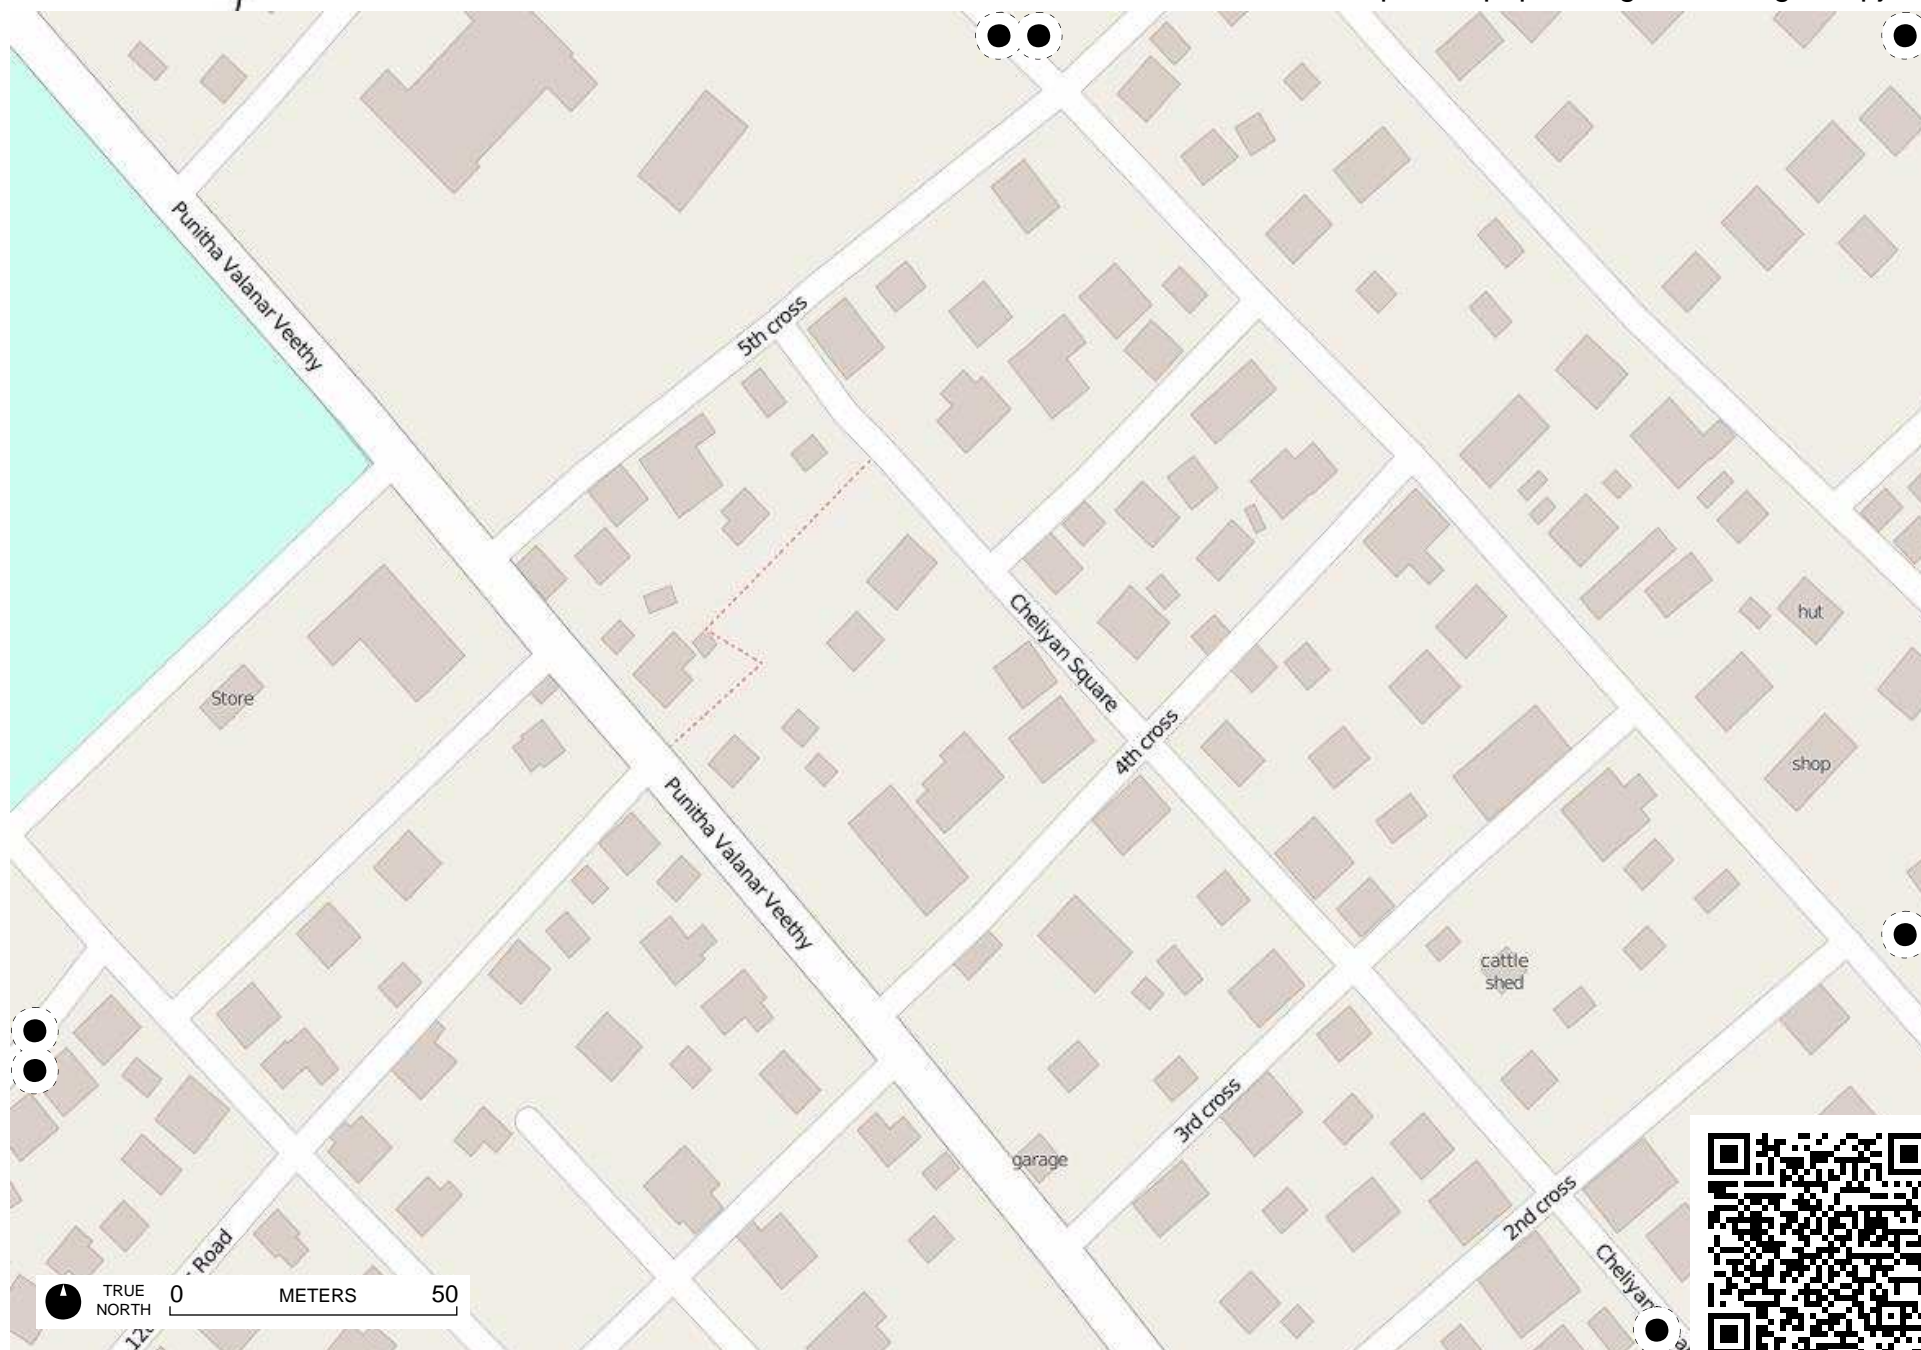 Punitha Valanar Veethy
5th cross
Cheliyan Square
hut
Store
4th cross
shop
Punitha Valanar Veethy
cattle
shed
3rd cross
garage
2nd cross
Road
TRUE
NORTH
0
METERS
50